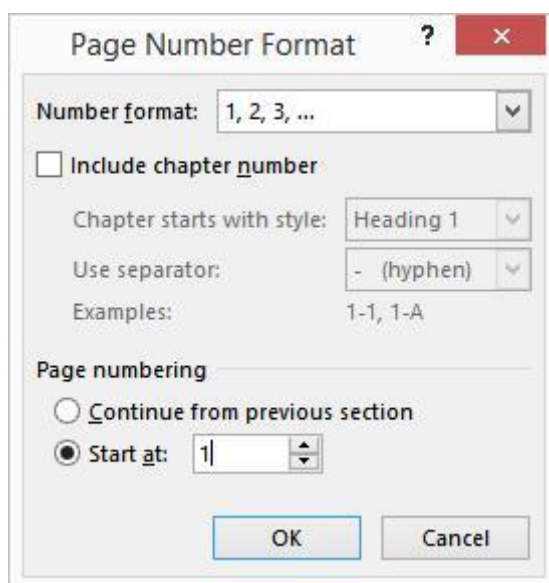 Page Number Format ?
Number format: 1, 2, 3, ...
Include chapter number
Chapter starts with style: Heading 1
Use separator: - (hyphen)
Examples: 1-1, 1-A
Page numbering
Continue from previous section
Start at: 1
OK Cancel